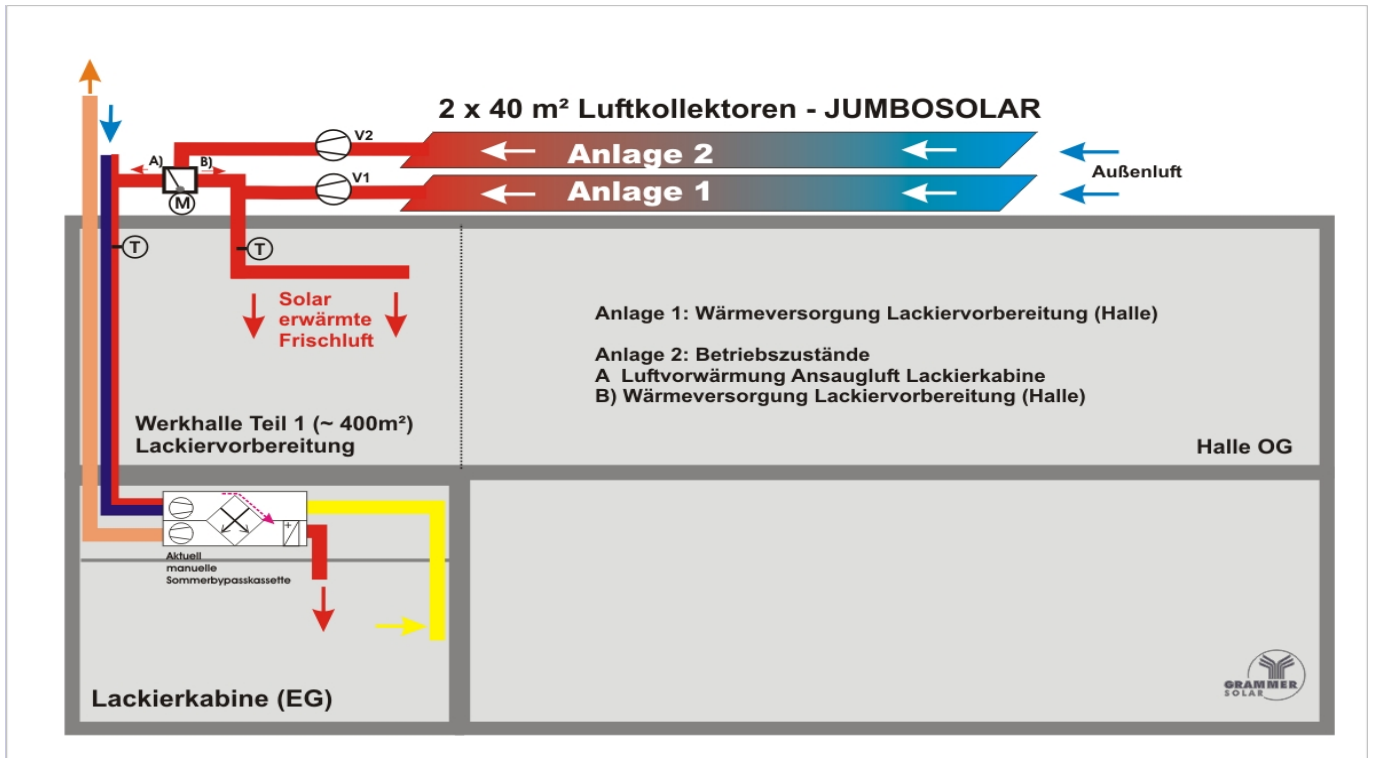 2 x 40 m² Luftkollektoren - JUMBOSOLAR
V2
Anlage 2
A)
B)
V1
Anlage 1
Außenluft
M
T
T
Solar
erwärmte
Frischluft
Anlage 1: Wärmeversorgung Lackiervorbereitung (Halle)
Anlage 2: Betriebszustände
A Luftvorwärmung Ansaugluft Lackierkabine
B) Wärmeversorgung Lackiervorbereitung (Halle)
Werkhalle Teil 1 (~ 400m²)
Lackiervorbereitung
Halle OG
+
Aktuell
manuelle
Sommerbypasskassette
Lackierkabine (EG)
GRAMMER
SOLAR